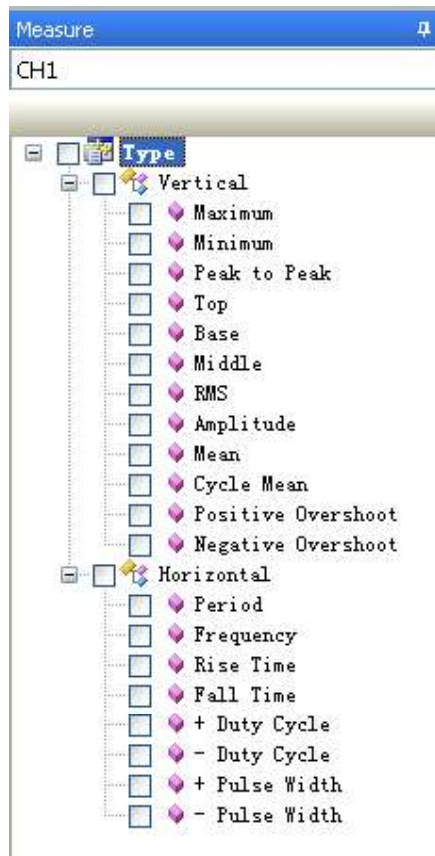 Measure
CH1
Type
Vertical
Maximum
Minimum
Peak to Peak
Top
Base
Middle
RMS
Amplitude
Mean
Cycle Mean
Positive Overshoot
Negative Overshoot
Horizontal
Period
Frequency
Rise Time
Fall Time
+ Duty Cycle
- Duty Cycle
+ Pulse Width
- Pulse Width